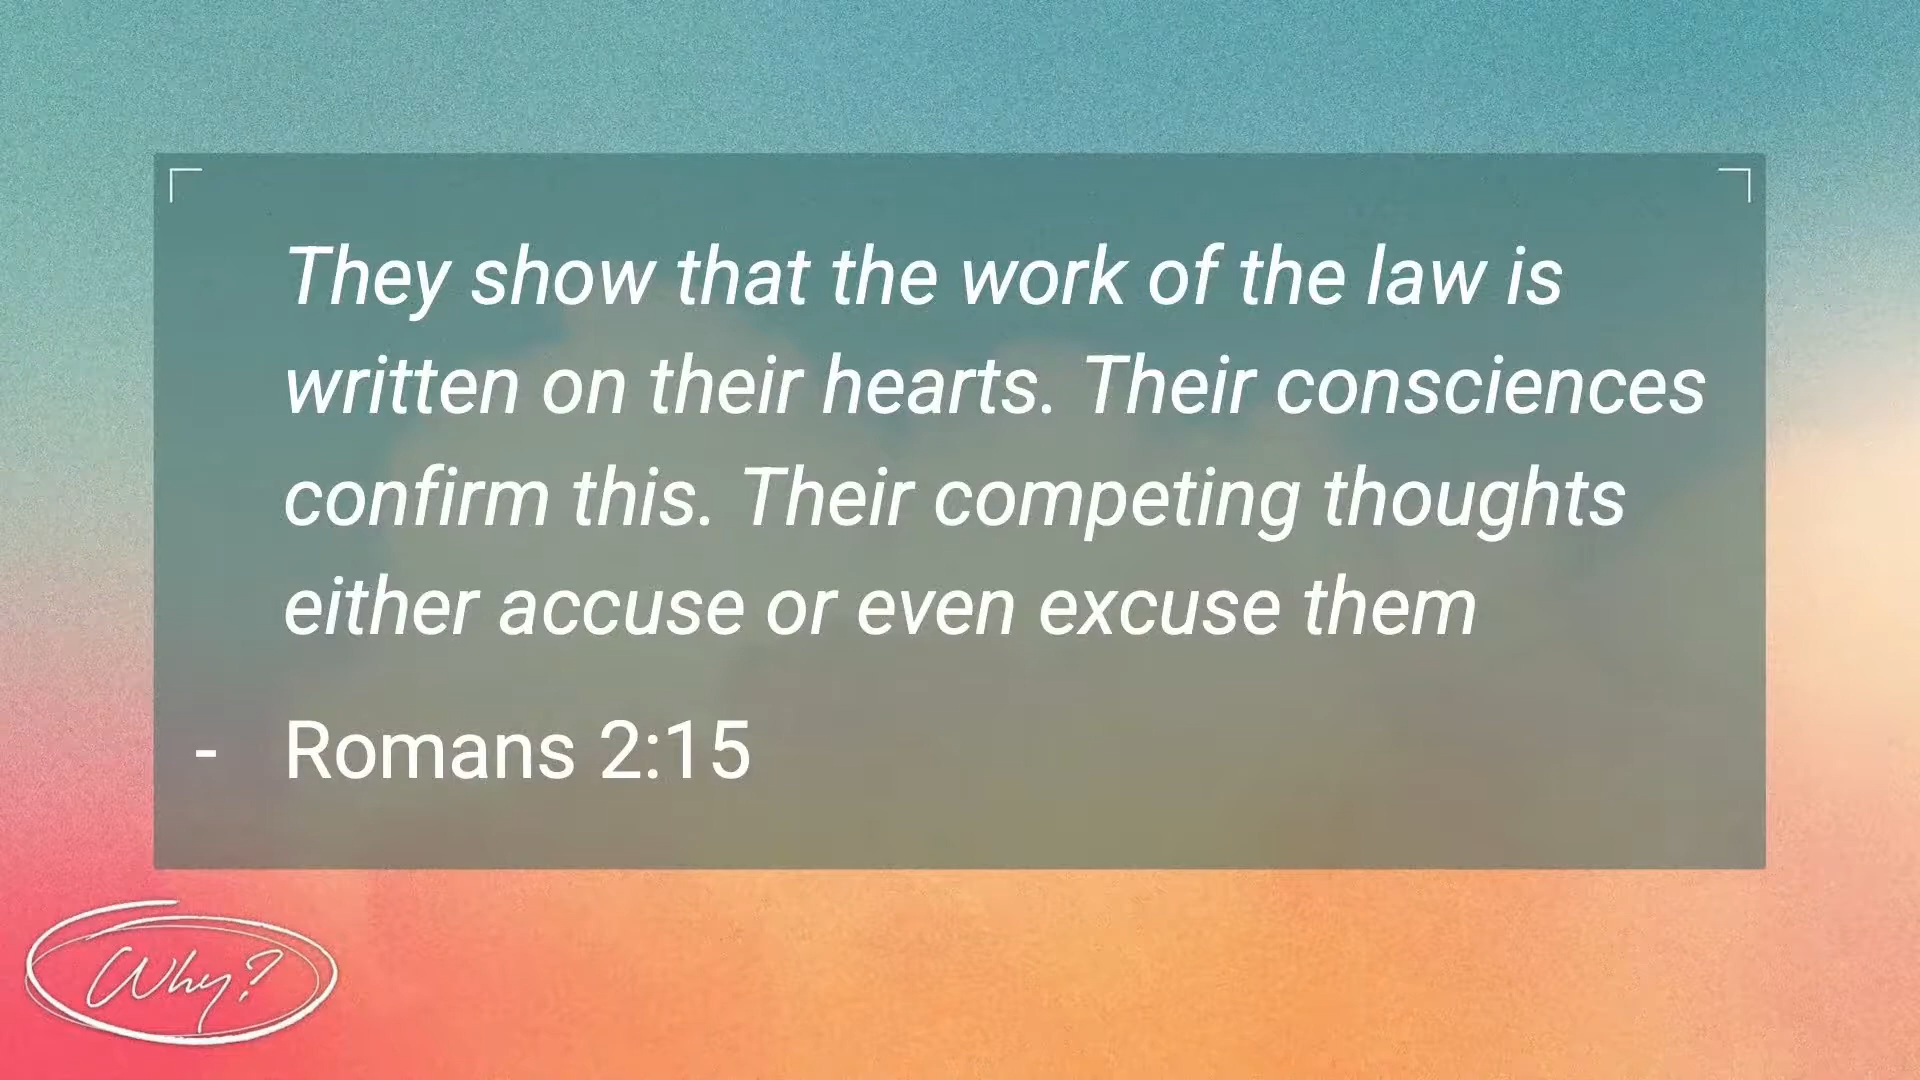 They show that the work of the law is
written on their hearts. Their consciences
confirm this. Their competing thoughts
either accuse or even excuse them
- Romans 2:15
Why?